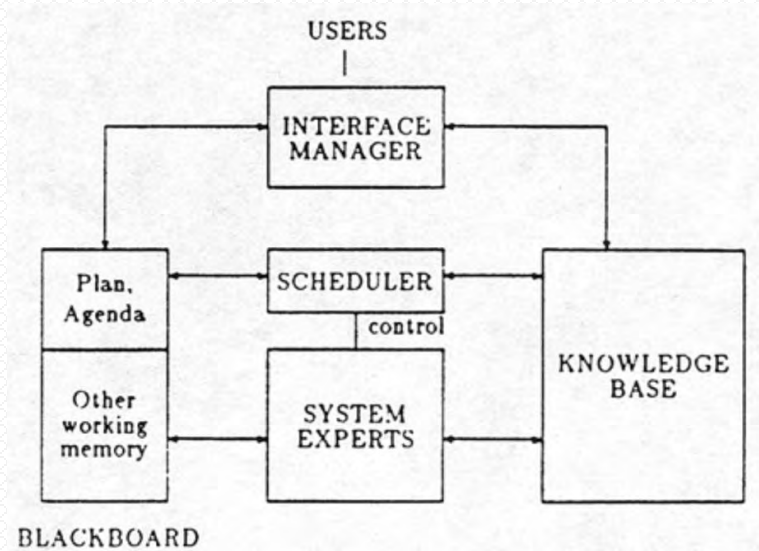 USERS
INTERFACE
MANAGER
Plan,
Agenda
SCHEDULER
control
KNOWLEDGE
BASE
Other
working
memory
SYSTEM
EXPERTS
BLACKBOARD